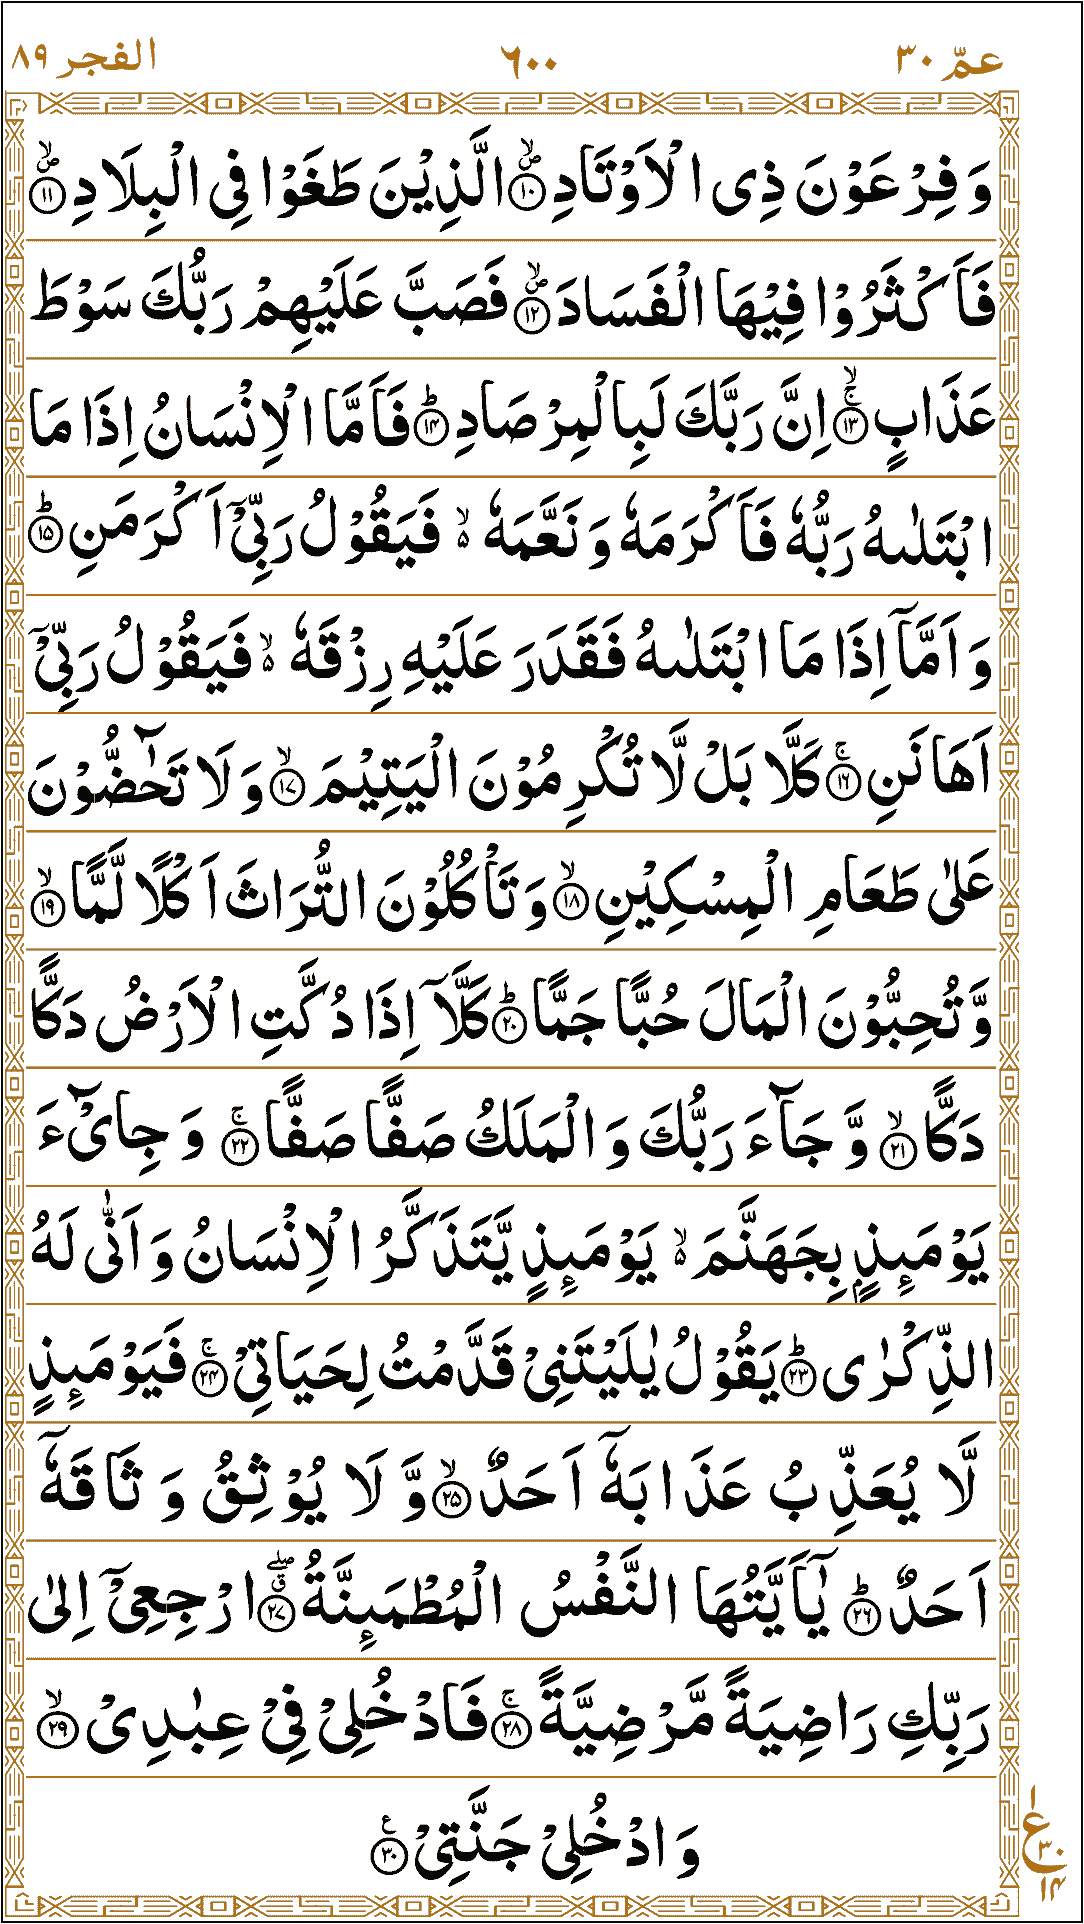 عمّ ٣٠ ٦٠٠ الفجر ٨٩
وَفِرْعَوْنَ ذِی الْاَوْتَادِ ۪ۙ ﴿۱۰﴾ الَّذِیْنَ طَغَوْا فِی الْبِلَادِ ۪ۙ ﴿۱۱﴾
فَاَكْثَرُوْا فِیْهَا الْفَسَادَ ۪ۙ ﴿۱۲﴾ فَصَبَّ عَلَیْهِمْ رَبُّكَ سَوْطَ
عَذَابٍ ۚۙ ﴿۱۳﴾ اِنَّ رَبَّكَ لَبِالْمِرْصَادِ ؕ ﴿۱۴﴾ فَاَمَّا الْاِنْسَانُ اِذَا مَا
ابْتَلٰىهُ رَبُّهٗ فَاَكْرَمَهٗ وَنَعَّمَهٗ ۙ۬ فَیَقُوْلُ رَبِّیْۤ اَكْرَمَنِ ؕ ﴿۱۵﴾
وَاَمَّاۤ اِذَا مَا ابْتَلٰىهُ فَقَدَرَ عَلَیْهِ رِزْقَهٗ ۙ۬ فَیَقُوْلُ رَبِّیْۤ
اَهَانَنِ ۚ ﴿۱۶﴾ كَلَّا بَلْ لَّا تُكْرِمُوْنَ الْیَتِیْمَ ۙ ﴿۱۷﴾ وَلَا تَحٰٓضُّوْنَ
عَلٰی طَعَامِ الْمِسْكِیْنِ ۙ ﴿۱۸﴾ وَتَاْكُلُوْنَ التُّرَاثَ اَكْلًا لَّمًّا ۙ ﴿۱۹﴾
وَّتُحِبُّوْنَ الْمَالَ حُبًّا جَمًّا ؕ ﴿۲۰﴾ كَلَّاۤ اِذَا دُكَّتِ الْاَرْضُ دَكًّا
دَكًّا ۙ ﴿۲۱﴾ وَّجَآءَ رَبُّكَ وَالْمَلَكُ صَفًّا صَفًّا ۚ ﴿۲۲﴾ وَجِایْٓءَ
یَوْمَىِٕذٍۭ بِجَهَنَّمَ ۙ۬ یَوْمَىِٕذٍ یَّتَذَكَّرُ الْاِنْسَانُ وَاَنّٰی لَهُ
الذِّكْرٰی ؕ ﴿۲۳﴾ یَقُوْلُ یٰلَیْتَنِیْ قَدَّمْتُ لِحَیَاتِیْ ۚ ﴿۲۴﴾ فَیَوْمَىِٕذٍ
لَّا یُعَذِّبُ عَذَابَهٗۤ اَحَدٌ ۙ ﴿۲۵﴾ وَّلَا یُوْثِقُ وَثَاقَهٗۤ
اَحَدٌ ؕ ﴿۲۶﴾ یٰۤاَیَّتُهَا النَّفْسُ الْمُطْمَىِٕنَّةُ ۗۖ ﴿۲۷﴾ ارْجِعِیْۤ اِلٰی
رَبِّكِ رَاضِیَةً مَّرْضِیَّةً ۚ ﴿۲۸﴾ فَادْخُلِیْ فِیْ عِبٰدِیْ ۙ ﴿۲۹﴾
وَادْخُلِیْ جَنَّتِیْ ﴿۳۰﴾ ع
١ ع ٣٠ ١۴